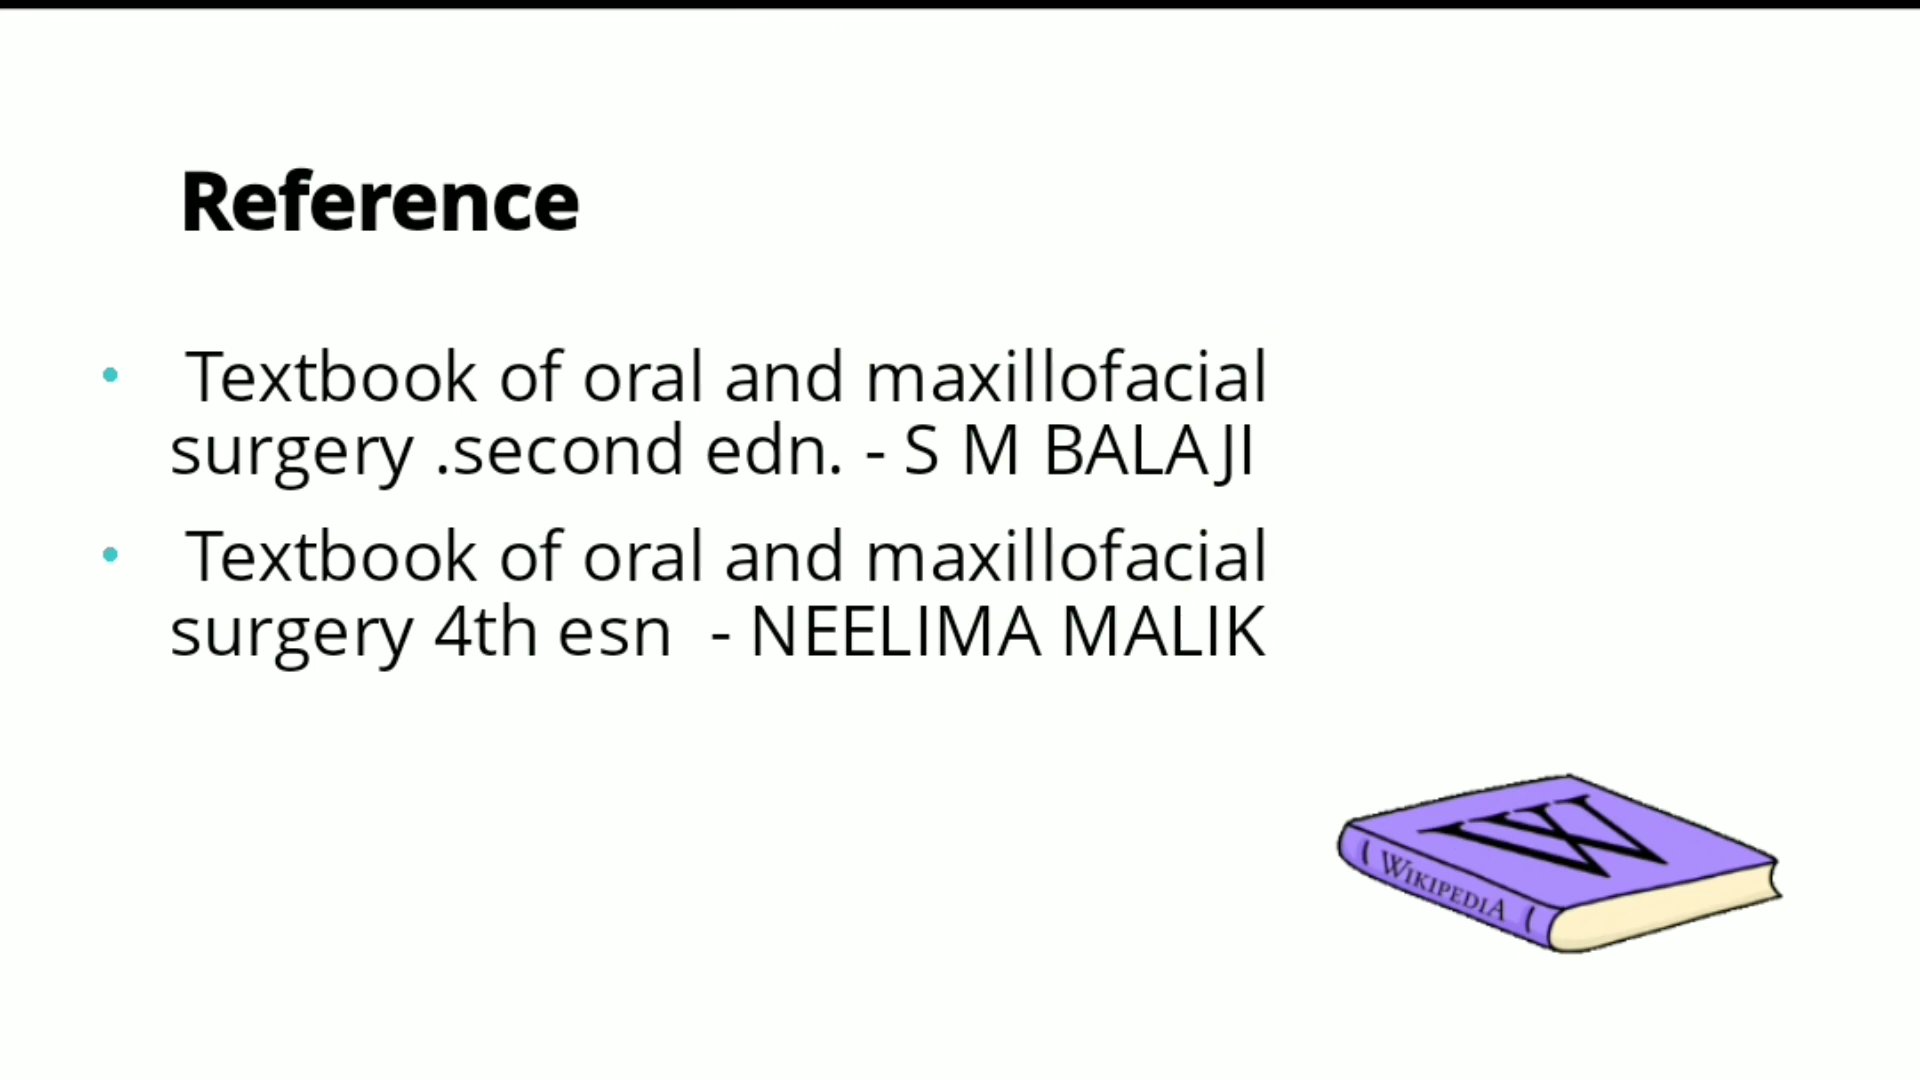 Reference
• Textbook of oral and maxillofacial
surgery .second edn. - S M BALAJI
• Textbook of oral and maxillofacial
surgery 4th esn  - NEELIMA MALIK
W
WIKIPEDIA